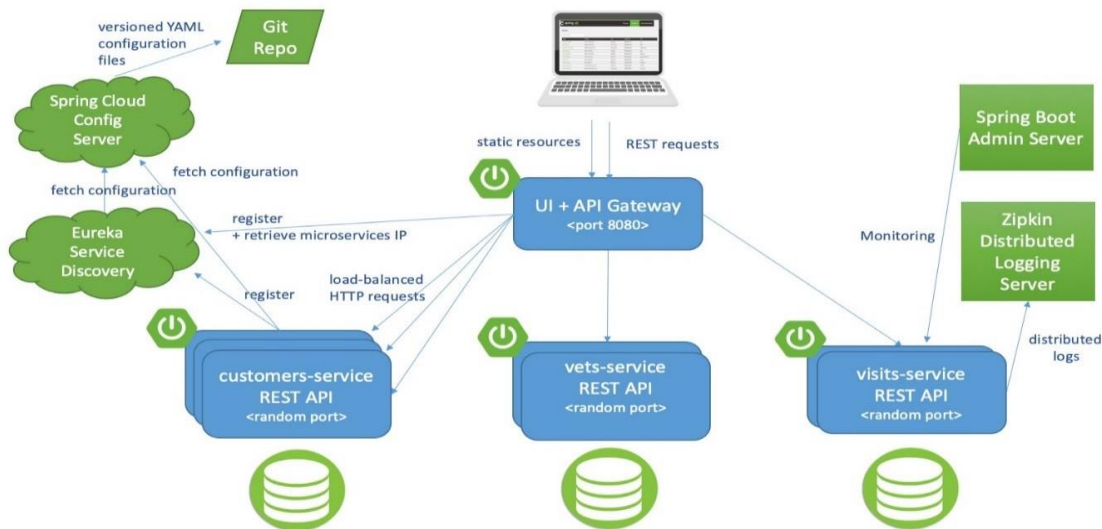 versioned YAML
configuration
files
Git
Repo
Spring Cloud
Config
Server
static resources
REST requests
Spring Boot
Admin Server
fetch configuration
fetch configuration
UI + API Gateway
<port 8080>
register
+ retrieve microservices IP
Eureka
Service
Discovery
Monitoring
Zipkin
Distributed
Logging
Server
load-balanced
HTTP requests
register
distributed
logs
customers-service
REST API
<random port>
vets-service
REST API
<random port>
visits-service
REST API
<random port>